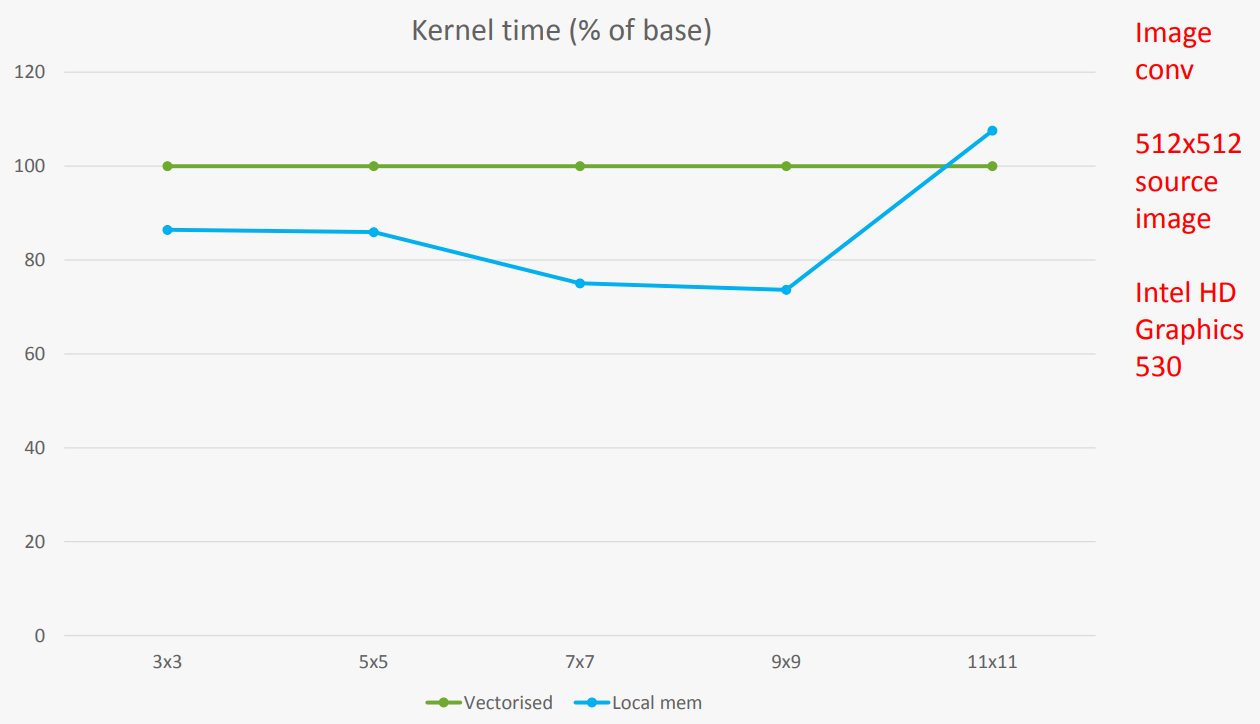 Kernel time (% of base)
Image
conv
512x512
source
image
Intel HD
Graphics
530
120
100
80
60
40
20
0
3x3 5x5 7x7 9x9 11x11
Vectorised Local mem